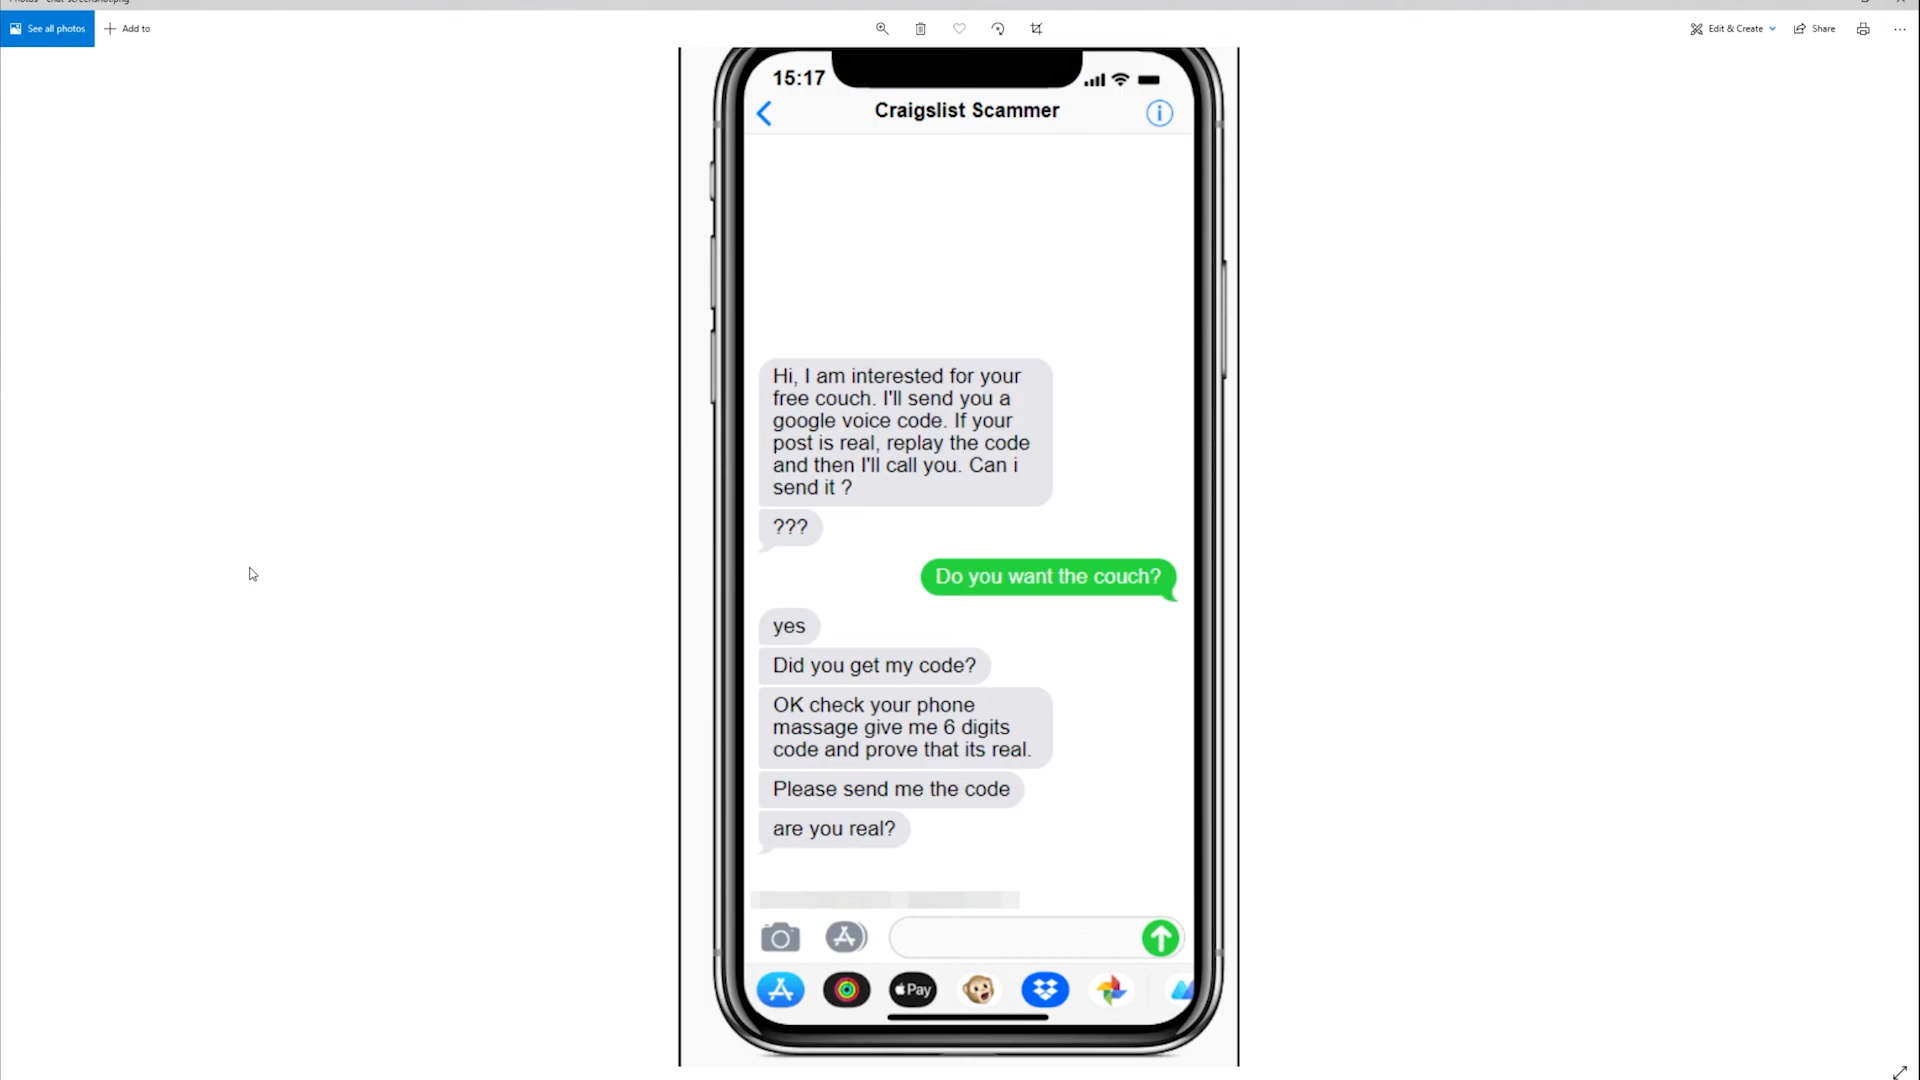 See all photos
Add to
Edit & Create
Share
15:17
Craigslist Scammer
Hi, I am interested for your
free couch. I'll send you a
google voice code. If your
post is real, replay the code
and then I'll call you. Can i
send it ?
???
Do you want the couch?
yes
Did you get my code?
OK check your phone
massage give me 6 digits
code and prove that its real.
Please send me the code
are you real?
Pay